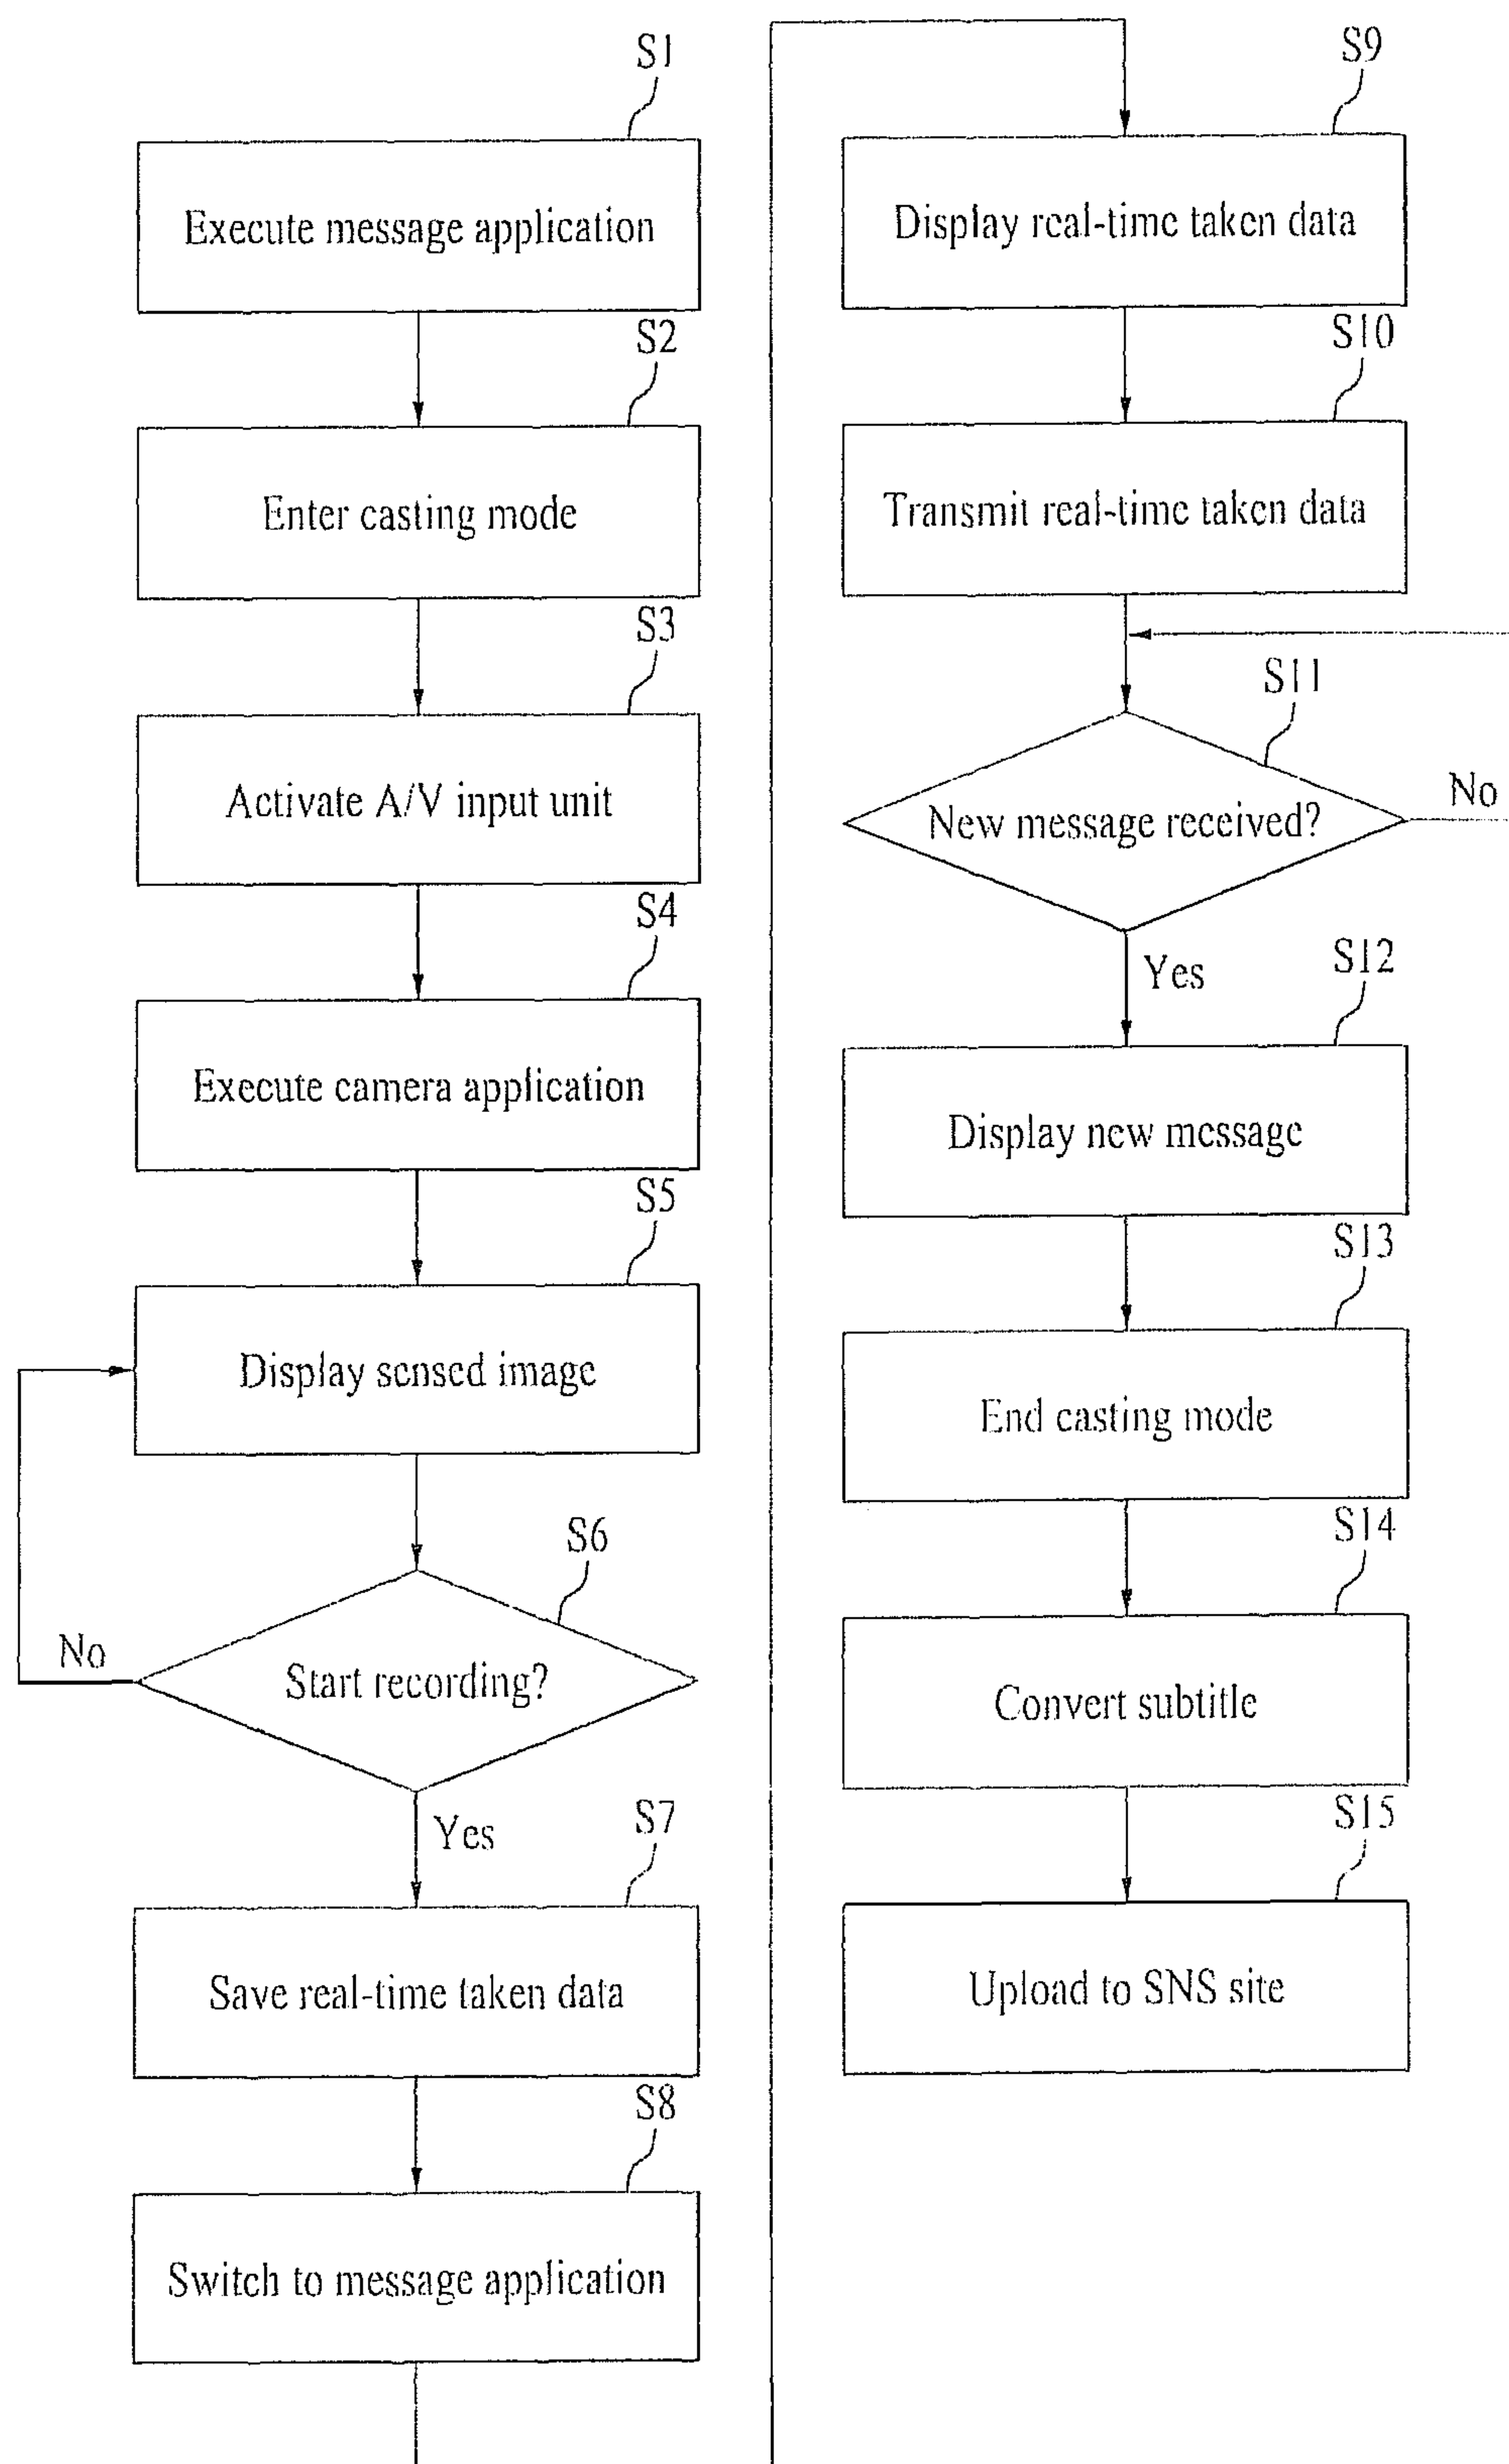 S1
Execute message application
S2
Enter casting mode
S3
Activate A/V input unit
S4
Execute camera application
S5
Display sensed image
S6
Start recording?
No
Yes
S7
Save real-time taken data
S8
Switch to message application
S9
Display real-time taken data
S10
Transmit real-time taken data
S11
New message received?
No
Yes
S12
Display new message
S13
End casting mode
S14
Convert subtitle
S15
Upload to SNS site